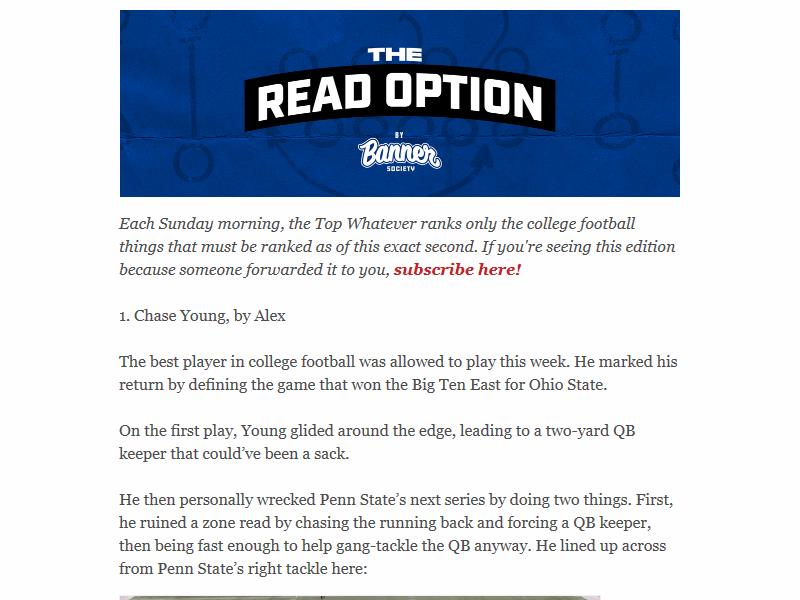 THE
READ OPTION
BY
Banner
SOCIETY
Each Sunday morning, the Top Whatever ranks only the college football
things that must be ranked as of this exact second. If you're seeing this edition
because someone forwarded it to you, subscribe here!
1. Chase Young, by Alex
The best player in college football was allowed to play this week. He marked his
return by defining the game that won the Big Ten East for Ohio State.
On the first play, Young glided around the edge, leading to a two-yard QB
keeper that could’ve been a sack.
He then personally wrecked Penn State’s next series by doing two things. First,
he ruined a zone read by chasing the running back and forcing a QB keeper,
then being fast enough to help gang-tackle the QB anyway. He lined up across
from Penn State’s right tackle here: